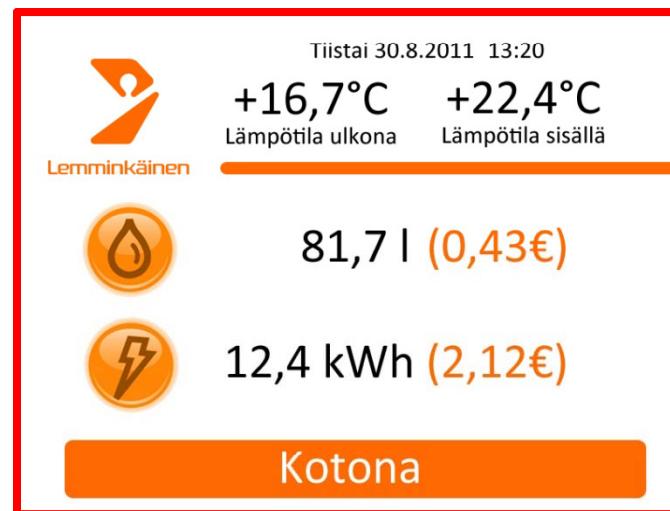 Tiistai 30.8.2011 13:20
+16,7°C +22,4°C
Lämpötila ulkona Lämpötila sisällä
Lemminkäinen
81,7 l (0,43€)
12,4 kWh (2,12€)
Kotona